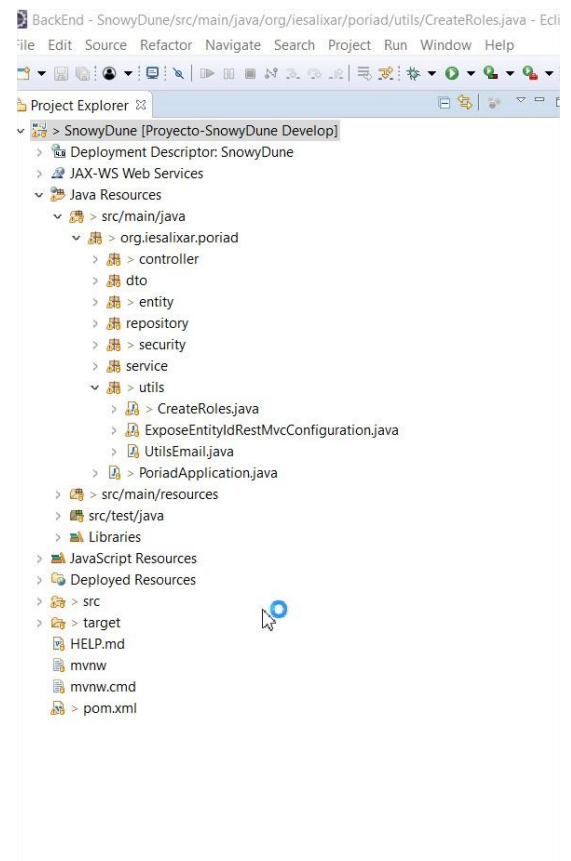 BackEnd - SnowyDune/src/main/java/org/iesalixar/poriad/utils/CreateRoles.java - Ecli
File Edit Source Refactor Navigate Search Project Run Window Help
Project Explorer
> SnowyDune [Proyecto-SnowyDune Develop]
Deployment Descriptor: SnowyDune
JAX-WS Web Services
Java Resources
> src/main/java
> org.iesalixar.poriad
> controller
dto
> entity
repository
> security
service
> utils
> CreateRoles.java
ExposeEntityIdRestMvcConfiguration.java
UtilsEmail.java
> PoriadApplication.java
> src/main/resources
src/test/java
Libraries
JavaScript Resources
Deployed Resources
> src
> target
HELP.md
mvnw
mvnw.cmd
> pom.xml